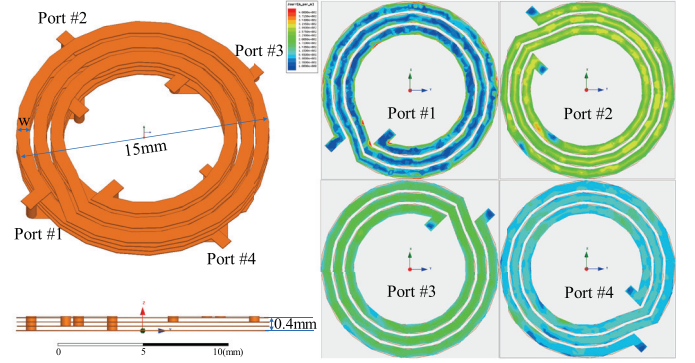 Port #2
Port #3
w
15mm
Port #1
Port #4
0.4mm
0
5
10(mm)
Port #1
Port #2
Port #3
Port #4